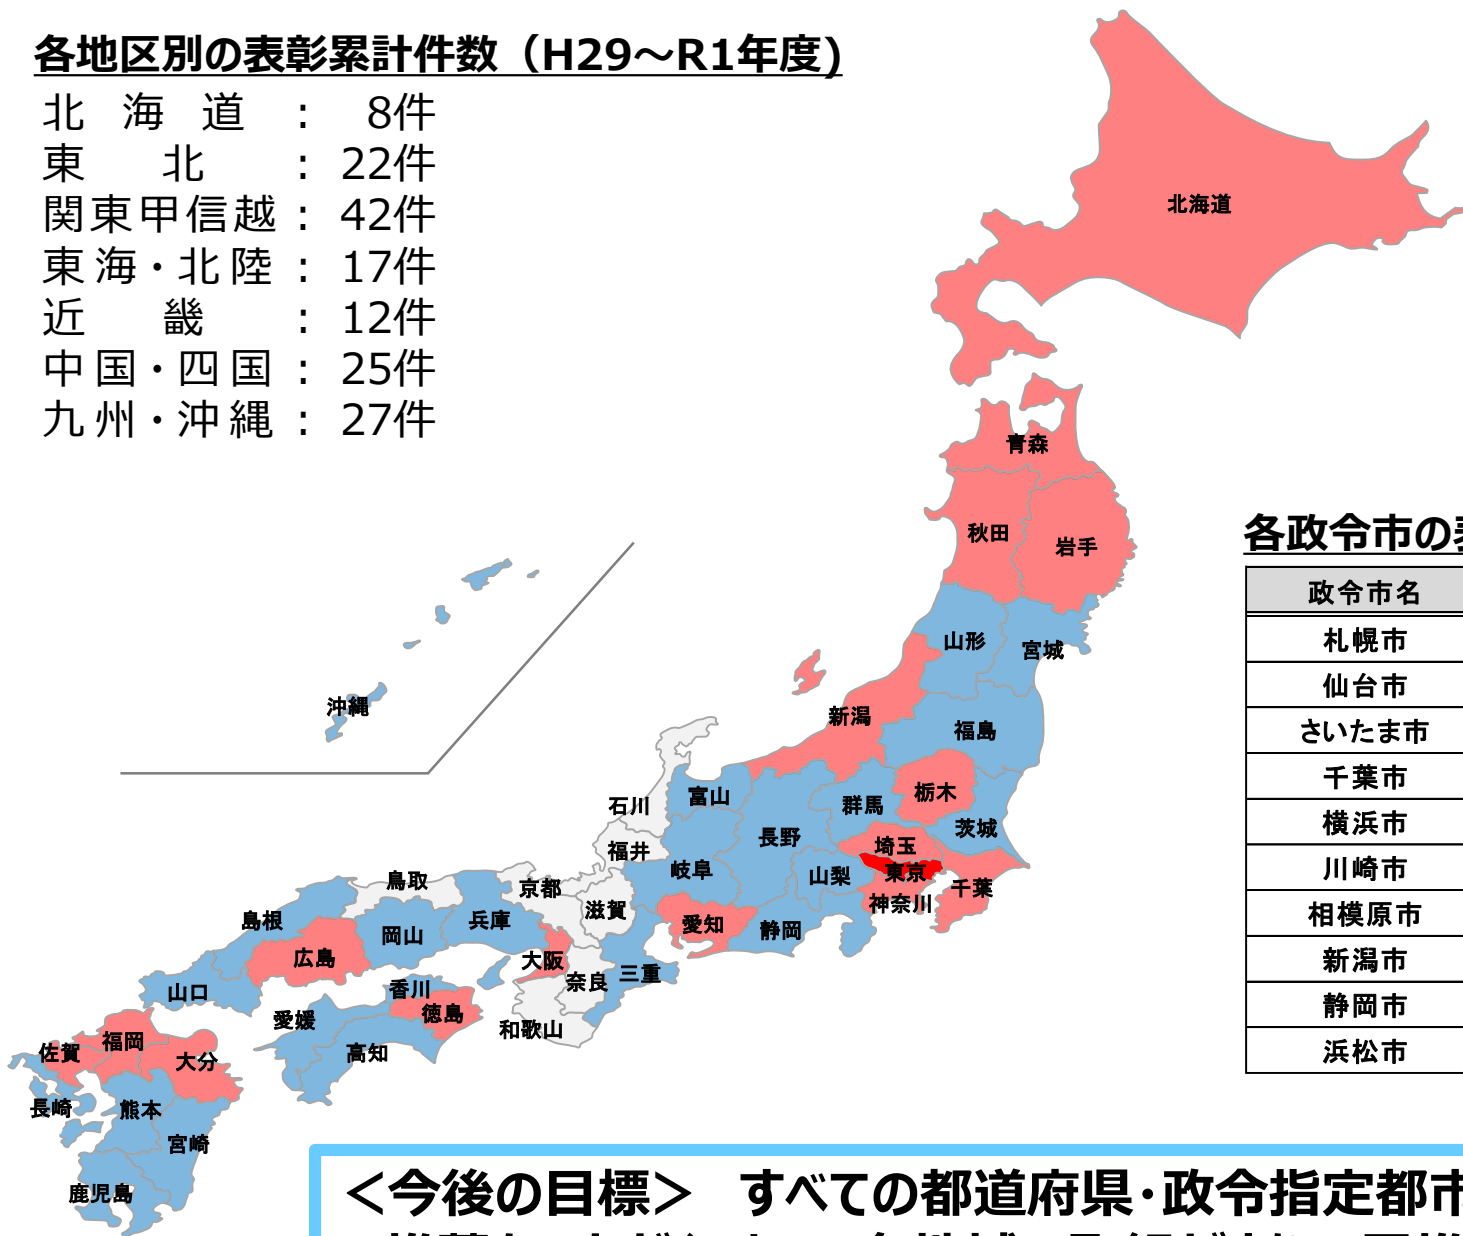 各地区別の表彰累計件数（H29～R1年度)
北海道：8件
東北：22件
関東甲信越：42件
東海・北陸：17件
近畿：12件
中国・四国：25件
九州・沖縄：27件
北海道
青森
秋田
岩手
山形
宮城
新潟
福島
沖縄
石川
富山
群馬
栃木
茨城
長野
埼玉
福井
岐阜
山梨
東京
千葉
神奈川
鳥取
京都
滋賀
愛知
静岡
島根
岡山
兵庫
広島
大阪
奈良
三重
山口
香川
徳島
愛媛
和歌山
高知
佐賀
福岡
大分
長崎
熊本
宮崎
鹿児島
各政令市の
政令市名
札幌市
仙台市
さいたま市
千葉市
横浜市
川崎市
相模原市
新潟市
静岡市
浜松市
＜今後の目標＞　すべての都道府県・政令指定都市